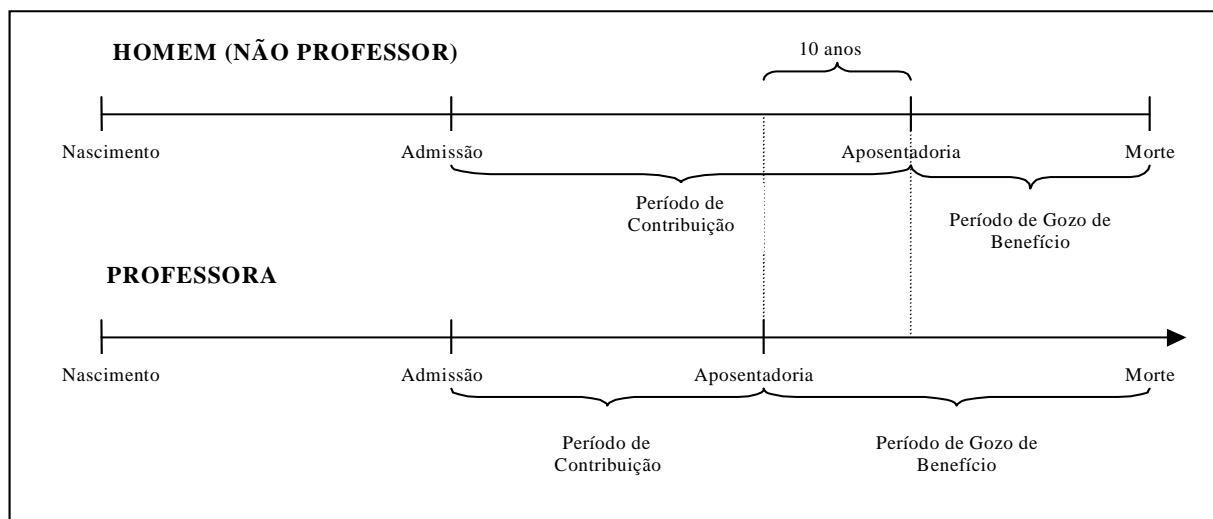 10 anos
HOMEM (NÃO PROFESSOR)
Nascimento
Admissão
Aposentadoria
Morte
Período de
Contribuição
Período de Gozo de
Benefício
PROFESSORA
Nascimento
Admissão
Aposentadoria
Morte
Período de
Contribuição
Período de Gozo de
Benefício